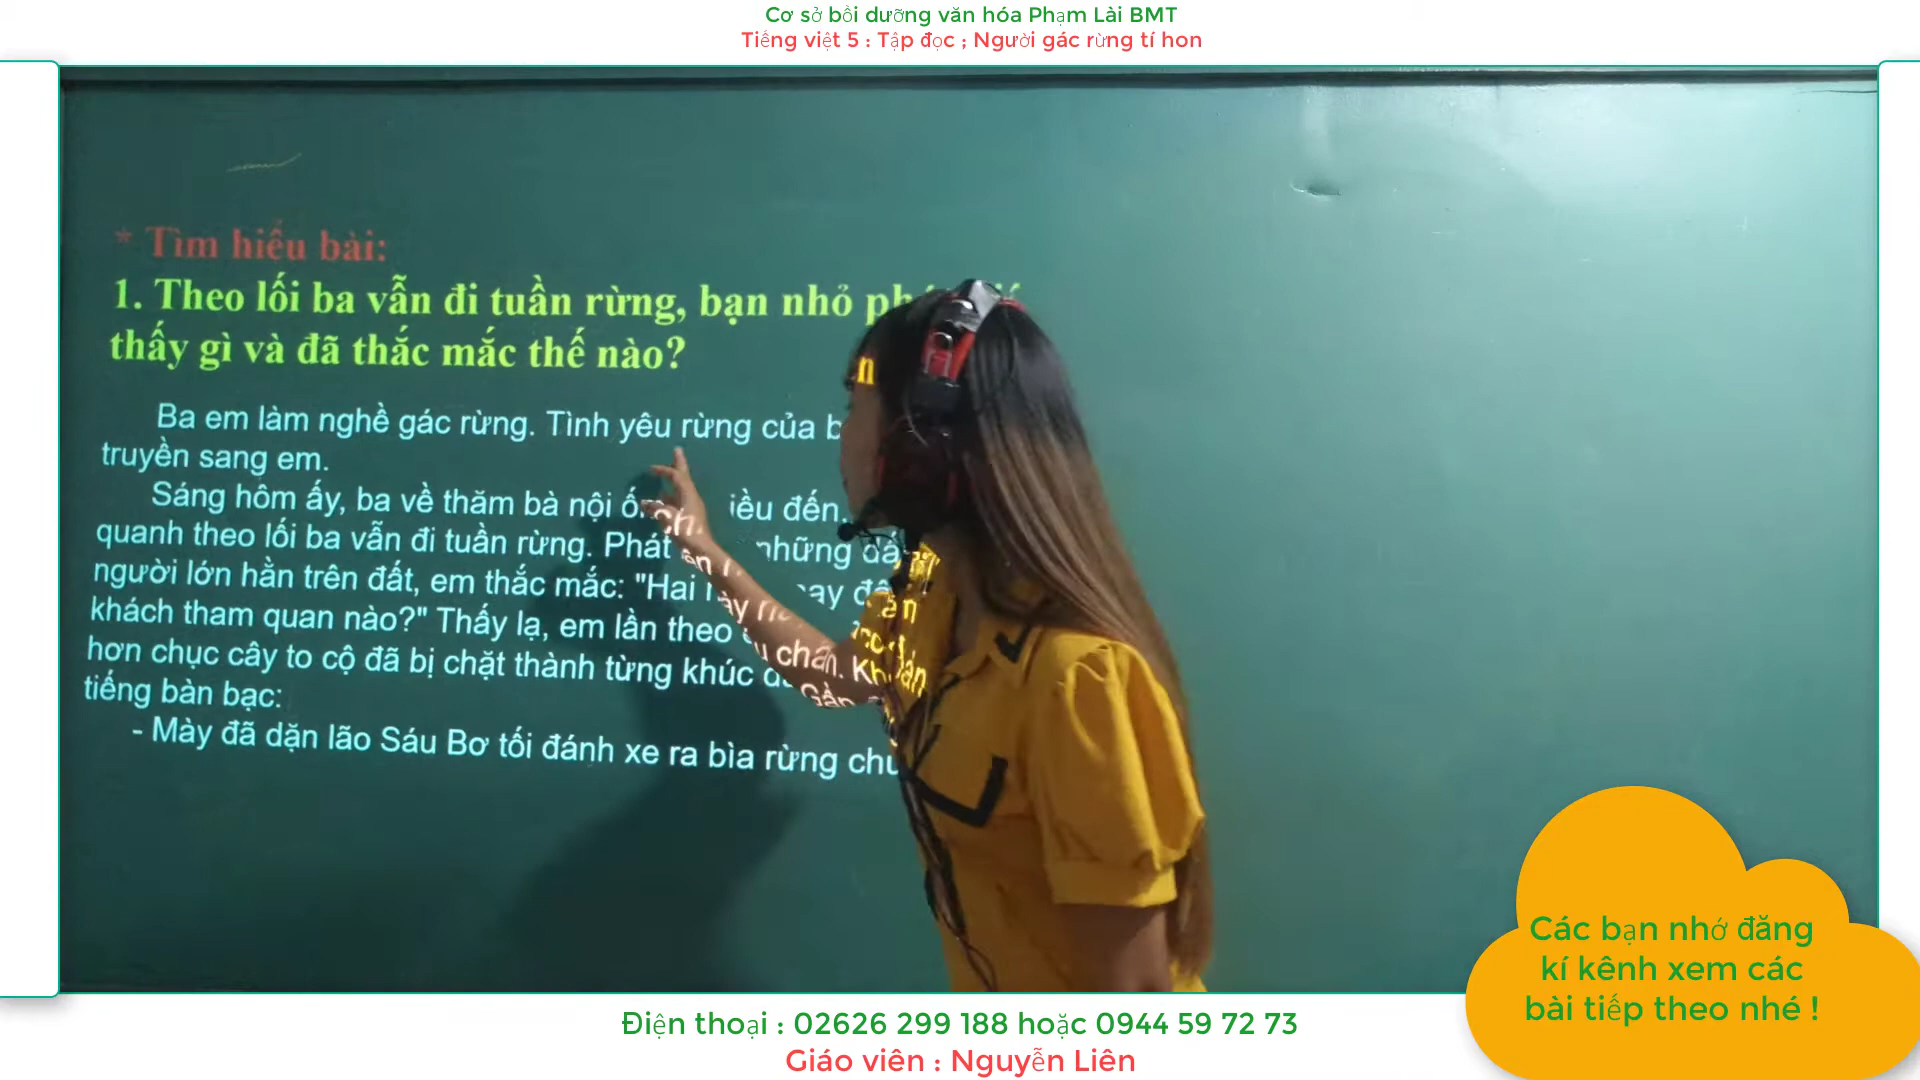 Cơ sở bồi dưỡng văn hóa Phạm Lài BMT
Tiếng việt 5 : Tập đọc ; Người gác rừng tí hon
* Tìm hiểu bài:
1. Theo lối ba vẫn đi tuần rừng, bạn nhỏ
thấy gì và đã thắc mắc thế nào?
Ba em làm nghề gác rừng. Tình yêu rừng của
truyền sang em.
Sáng hôm ấy, ba về thăm bà nội đến.
quanh theo lối ba vẫn đi tuần rừng. Phát những
người lớn hằn trên đất, em thắc mắc: "Hai
khách tham quan nào?" Thấy lạ, em lần theo chân.
hơn chục cây to cộ đã bị chặt thành từng khúc
tiếng bàn bạc:
- Mày đã dặn lão Sáu Bơ tối đánh xe ra bìa rừng
Các bạn nhớ đăng
kí kênh xem các
bài tiếp theo nhé !
Điện thoại : 02626 299 188 hoặc 0944 59 72 73
Giáo viên : Nguyễn Liên